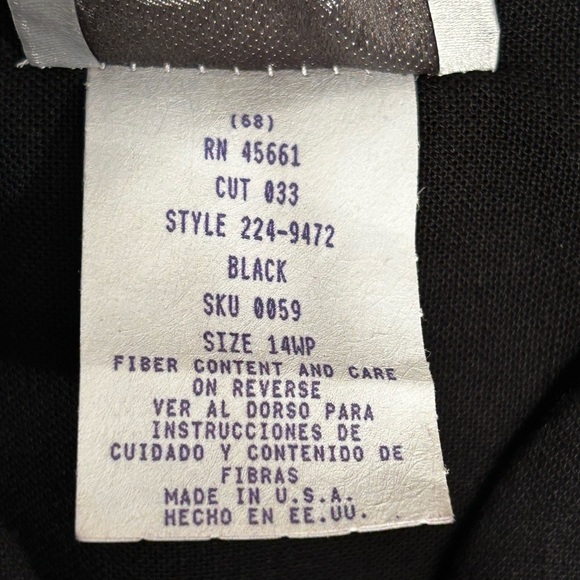 (68)
RN 45661
CUT 033
STYLE 224-9472
BLACK
SKU 0059
SIZE 14WP
FIBER CONTENT AND CARE
ON REVERSE
VER AL DORSO PARA
INSTRUCCIONES DE
CUIDADO Y CONTENIDO DE
FIBRAS
MADE IN U.S.A.
HECHO EN EE.UU.